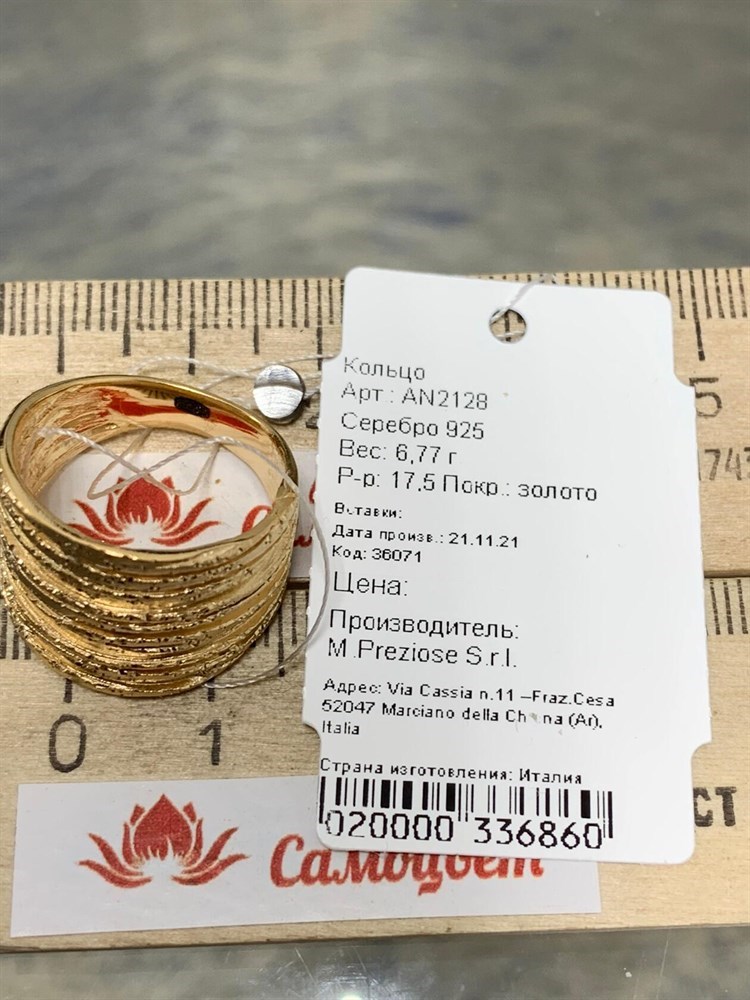 Кольцо
Арт.: AN2128
Серебро 925
Вес: 6,77 г
Р-р: 17,5 Покр.: золото
Вставки:
Дата произв.: 21.11.21
Код: 36071
Цена:
Производитель:
M.Preziose S.r.l.
Адрес: Via Cassia n.11 –Fraz.Cesa
52047 Marciano della (Ar),
Italia
Страна изготовления: Италия
020000 336860
5
0 1
Самоцвет